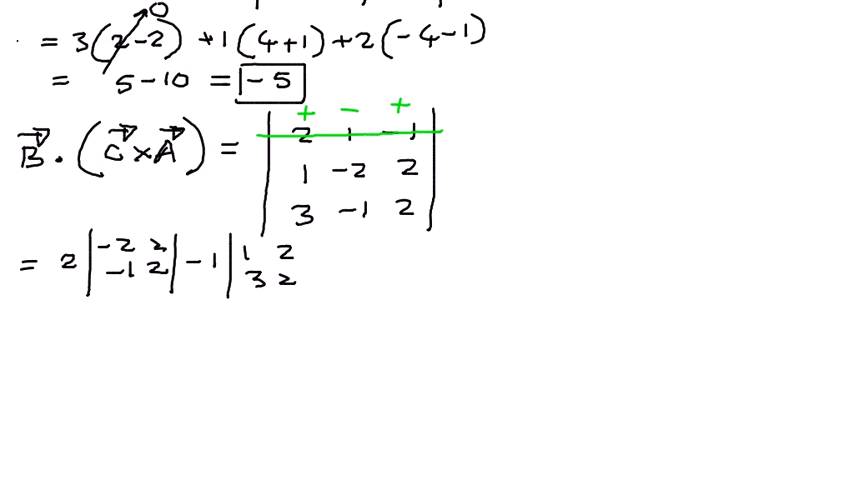 = 3(2-2)⁰ +1(4+1)+2(-4-1)
= 5-10 = -5
+ - +
B⃗ . (C⃗ × A⃗) = | 2 1 -1 |
| 1 -2 2 |
| 3 -1 2 |
= 2 | -2 2 | - 1 | 1 2
| -1 2 | | 3 2